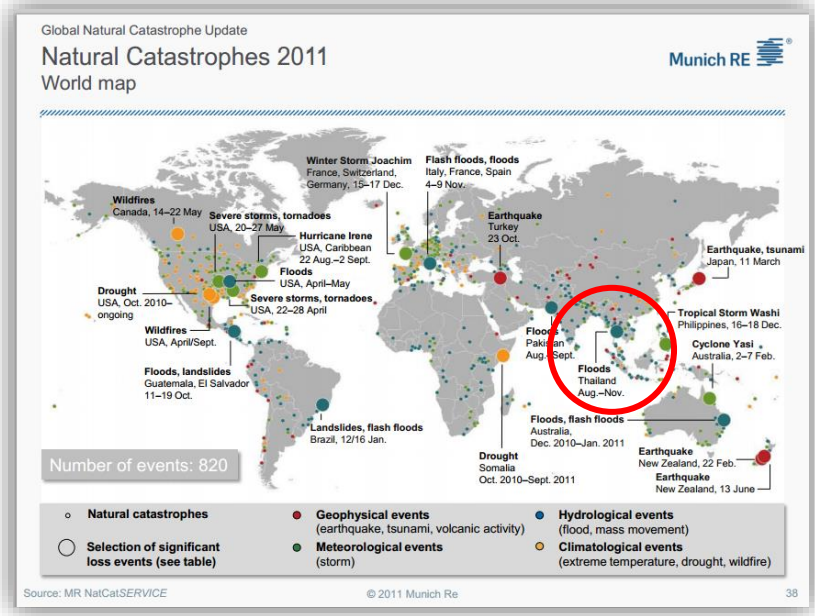 Global Natural Catastrophe Update
Natural Catastrophes 2011
World map
Munich RE
®
Winter Storm Joachim
France, Switzerland,
Germany, 15–17 Dec.
Flash floods, floods
Italy, France, Spain
4–9 Nov.
Wildfires
Canada, 14–22 May
Severe storms, tornadoes
USA, 20–27 May
Hurricane Irene
USA, Caribbean
22 Aug.–2 Sept.
Earthquake
Turkey
23 Oct.
Earthquake, tsunami
Japan, 11 March
Floods
USA, April–May
Drought
USA, Oct. 2010–
ongoing
Severe storms, tornadoes
USA, 22–28 April
Tropical Storm Washi
Philippines, 16–18 Dec.
Wildfires
USA, April/Sept.
Floods
Pakistan
Aug.–Sept.
Cyclone Yasi
Australia, 2–7 Feb.
Floods, landslides
Guatemala, El Salvador
11–19 Oct.
Floods
Thailand
Aug.–Nov.
Landslides, flash floods
Brazil, 12/16 Jan.
Floods, flash floods
Australia,
Dec. 2010–Jan. 2011
Drought
Somalia
Oct. 2010–Sept. 2011
Earthquake
New Zealand, 22 Feb.
Earthquake
New Zealand, 13 June
Number of events: 820
Natural catastrophes
Selection of significant
loss events (see table)
Geophysical events
(earthquake, tsunami, volcanic activity)
Meteorological events
(storm)
Hydrological events
(flood, mass movement)
Climatological events
(extreme temperature, drought, wildfire)
Source: MR NatCatSERVICE
© 2011 Munich Re
38